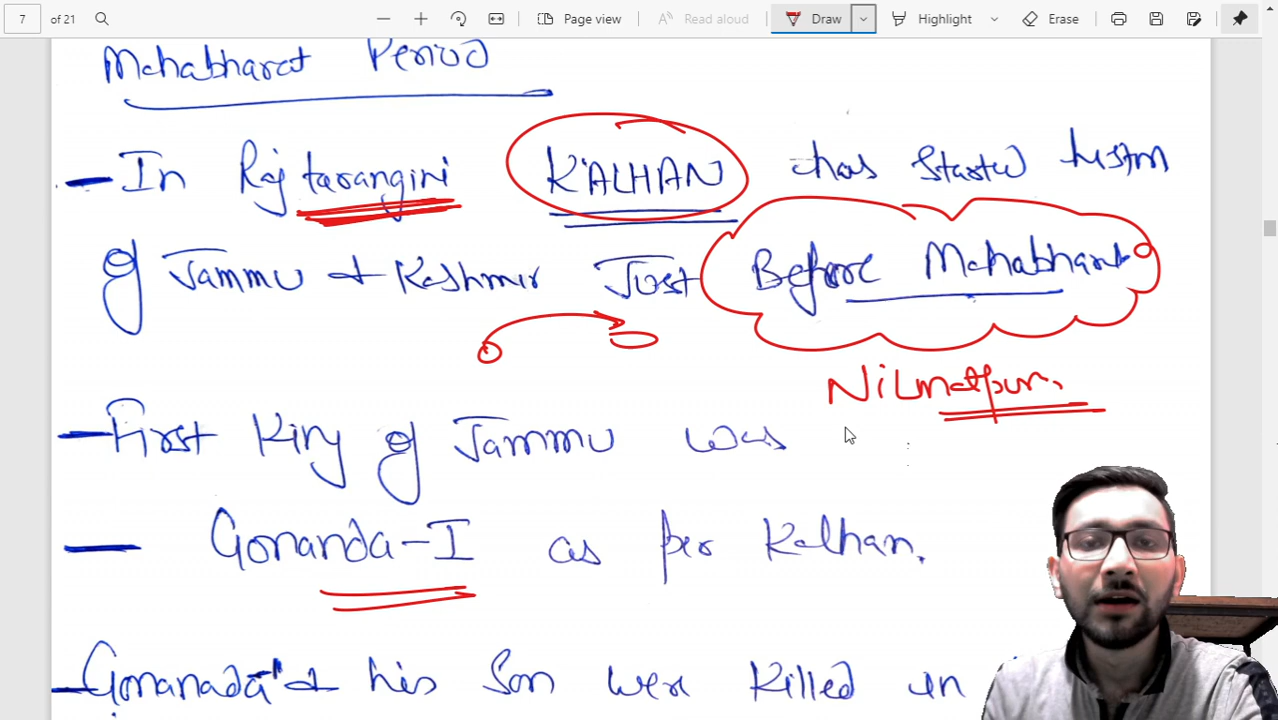 7 of 21 Page view Read aloud Draw Highlight Erase
Mahabharat Period
- In Rajtarangini KALHAN has started
of Jammu & Kashmir Just Before Mahabharat
Nilmatpuran
- First King of Jammu was
- Gonanda-I as per Kalhan.
- Gonanada & his Son were killed in